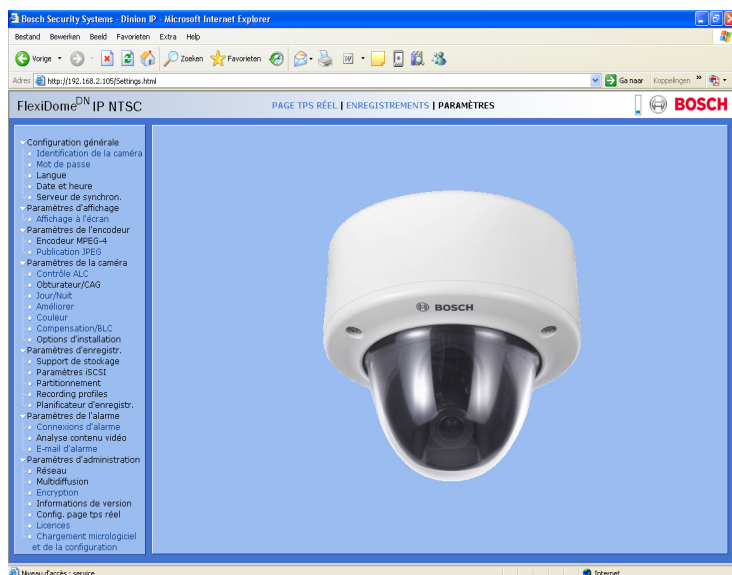 Bosch Security Systems - Dinion IP - Microsoft Internet Explorer
Bestand Bewerken Beeld Favorieten Extra Help
Vorige Zoeken Favorieten
Adres http://192.168.2.105/Settings.html Ga naar Koppelingen »
FlexiDomeDN IP NTSC PAGE TPS RÉEL | ENREGISTREMENTS | PARAMÈTRES BOSCH
Configuration générale
Identification de la caméra
Mot de passe
Langue
Date et heure
Serveur de synchron.
Paramètres d'affichage
Affichage à l'écran
Paramètres de l'encodeur
Encodeur MPEG-4
Publication JPEG
Paramètres de la caméra
Contrôle ALC
Obturateur/CAG
Jour/Nuit
Améliorer
Couleur
Compensation/BLC
Options d'installation
Paramètres d'enregistr.
Support de stockage
Paramètres iSCSI
Partitionnement
Recording profiles
Planificateur d'enregistr.
Paramètres de l'alarme
Connexions d'alarme
Analyse contenu vidéo
E-mail d'alarme
Paramètres d'administration
Réseau
Multidiffusion
Encryption
Informations de version
Config. page tps réel
Licences
Chargement micrologiciel
et de la configuration
BOSCH
Niveau d'accès : service Internet